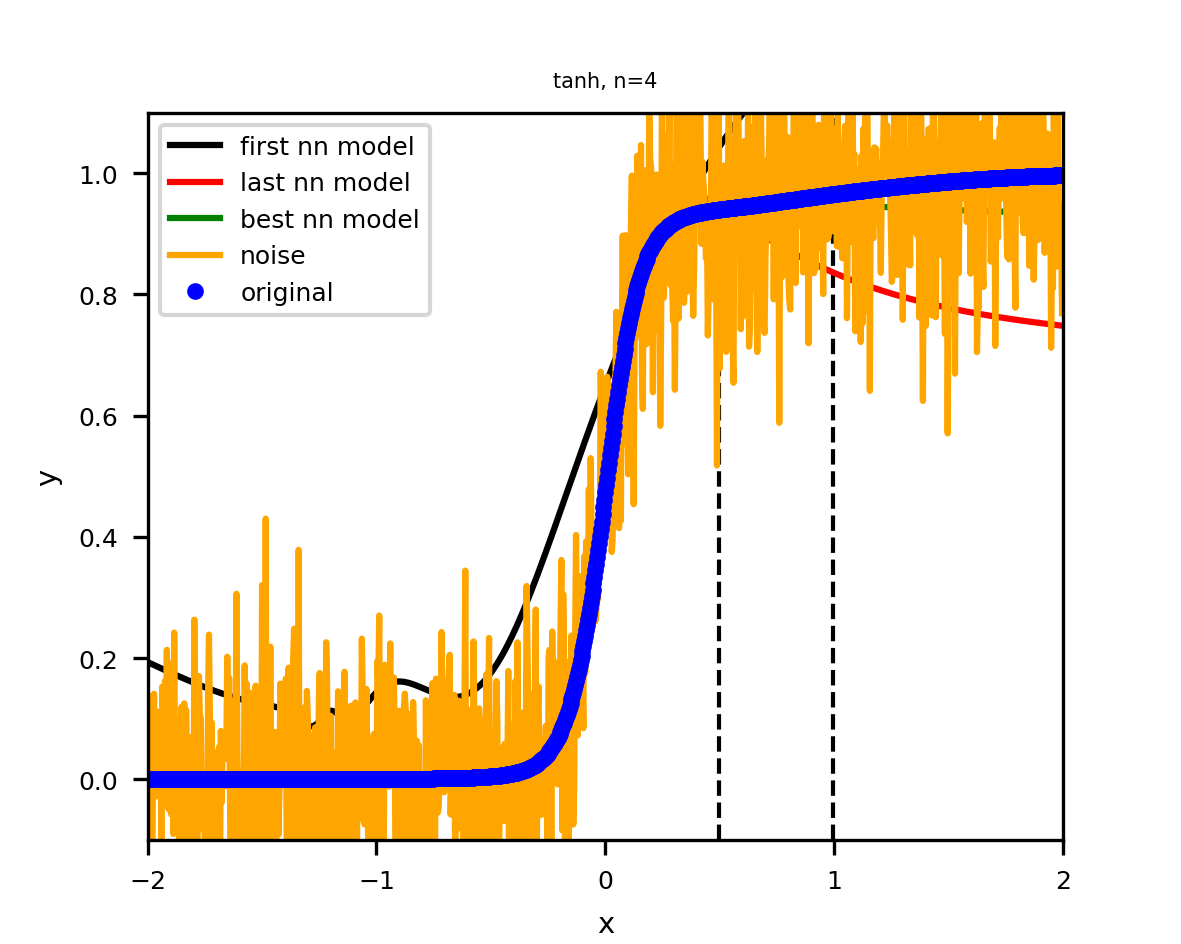 tanh, n=4
first nn model
last nn model
best nn model
noise
original
1.0
0.8
0.6
0.4
0.2
0.0
y
−2 −1 0 1 2
x